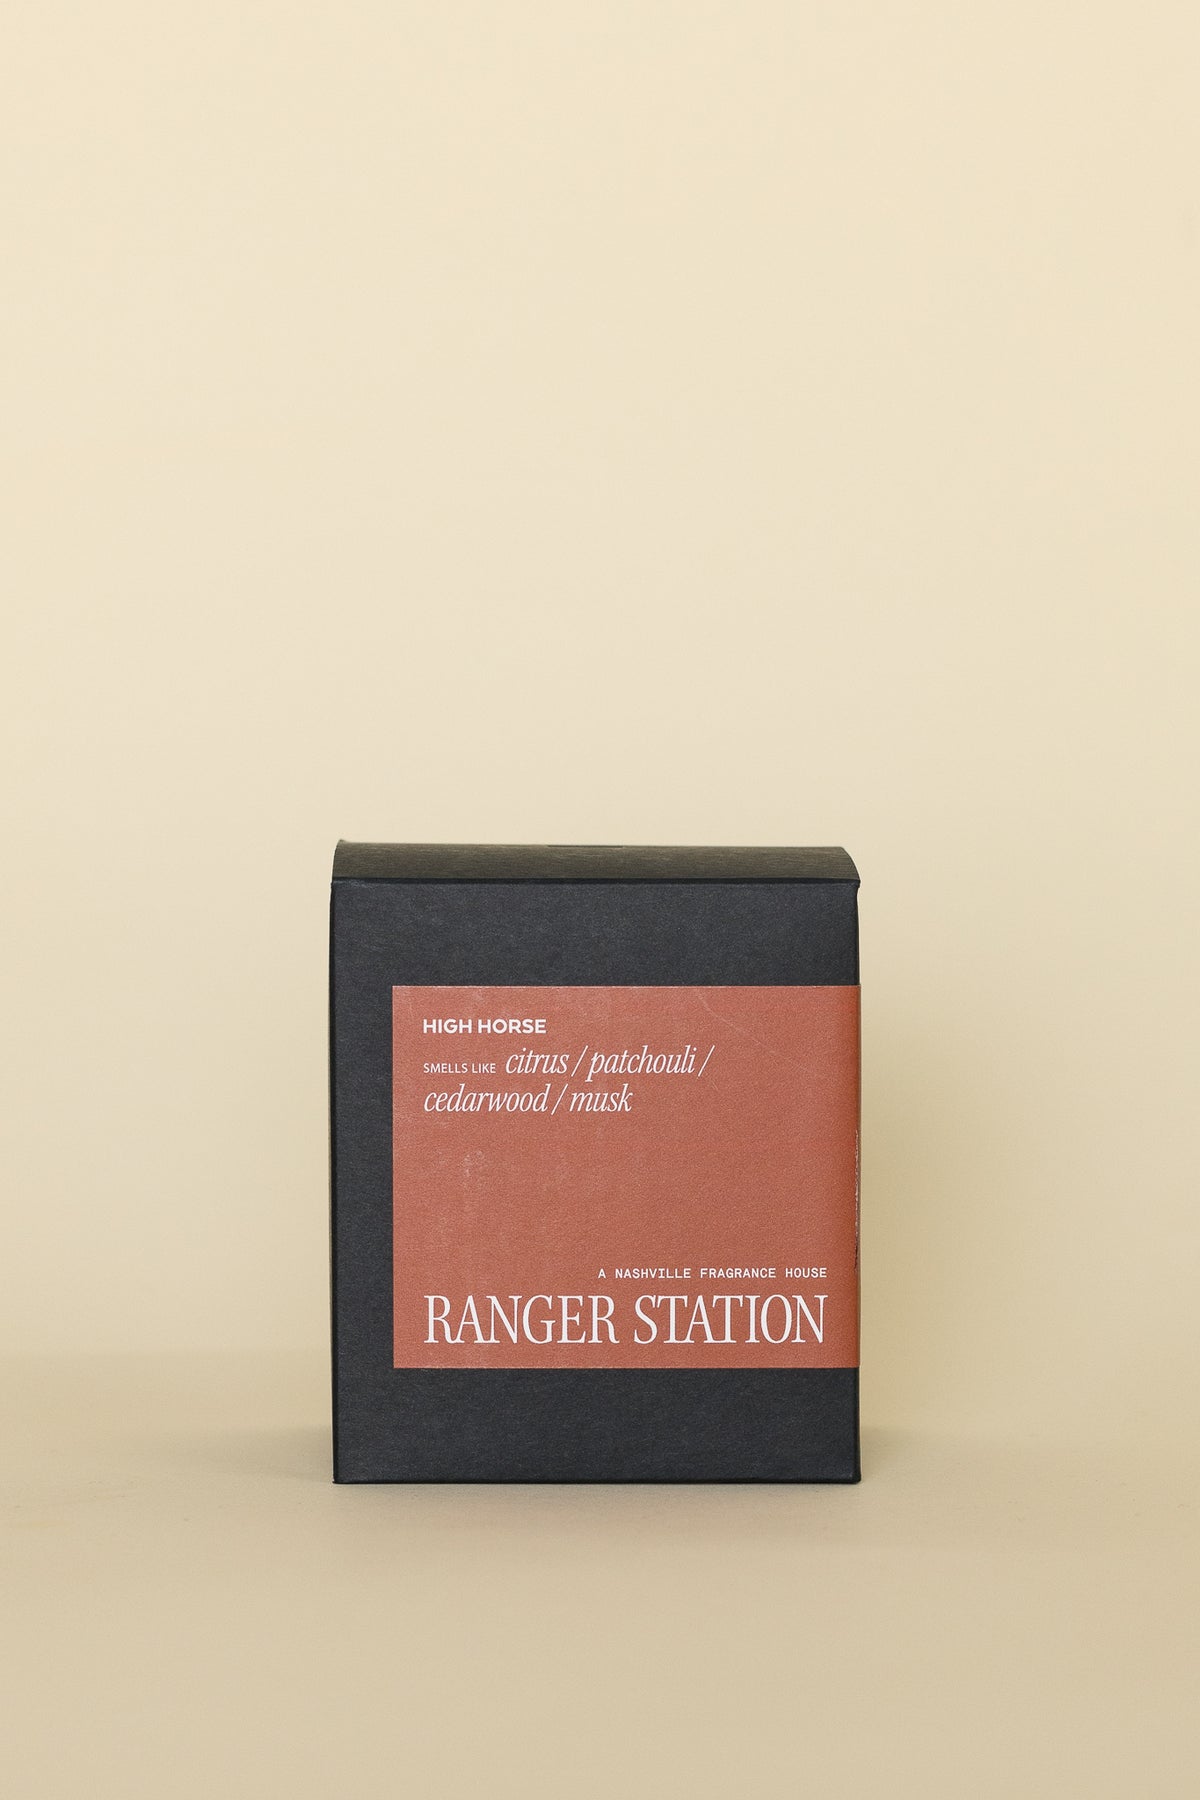 HIGH HORSE
SMELLS LIKE citrus / patchouli /
cedarwood / musk
A NASHVILLE FRAGRANCE HOUSE
RANGER STATION